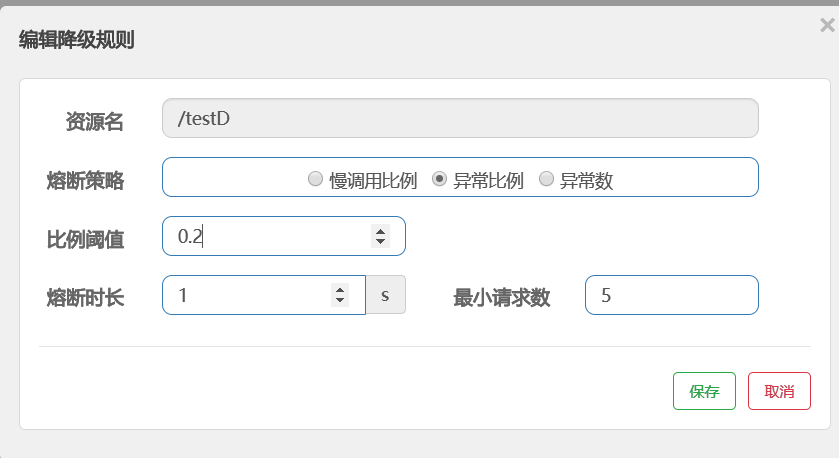 编辑降级规则 ×
资源名 /testD
熔断策略 慢调用比例 异常比例 异常数
比例阈值 0.2
熔断时长 1 s 最小请求数 5
保存 取消